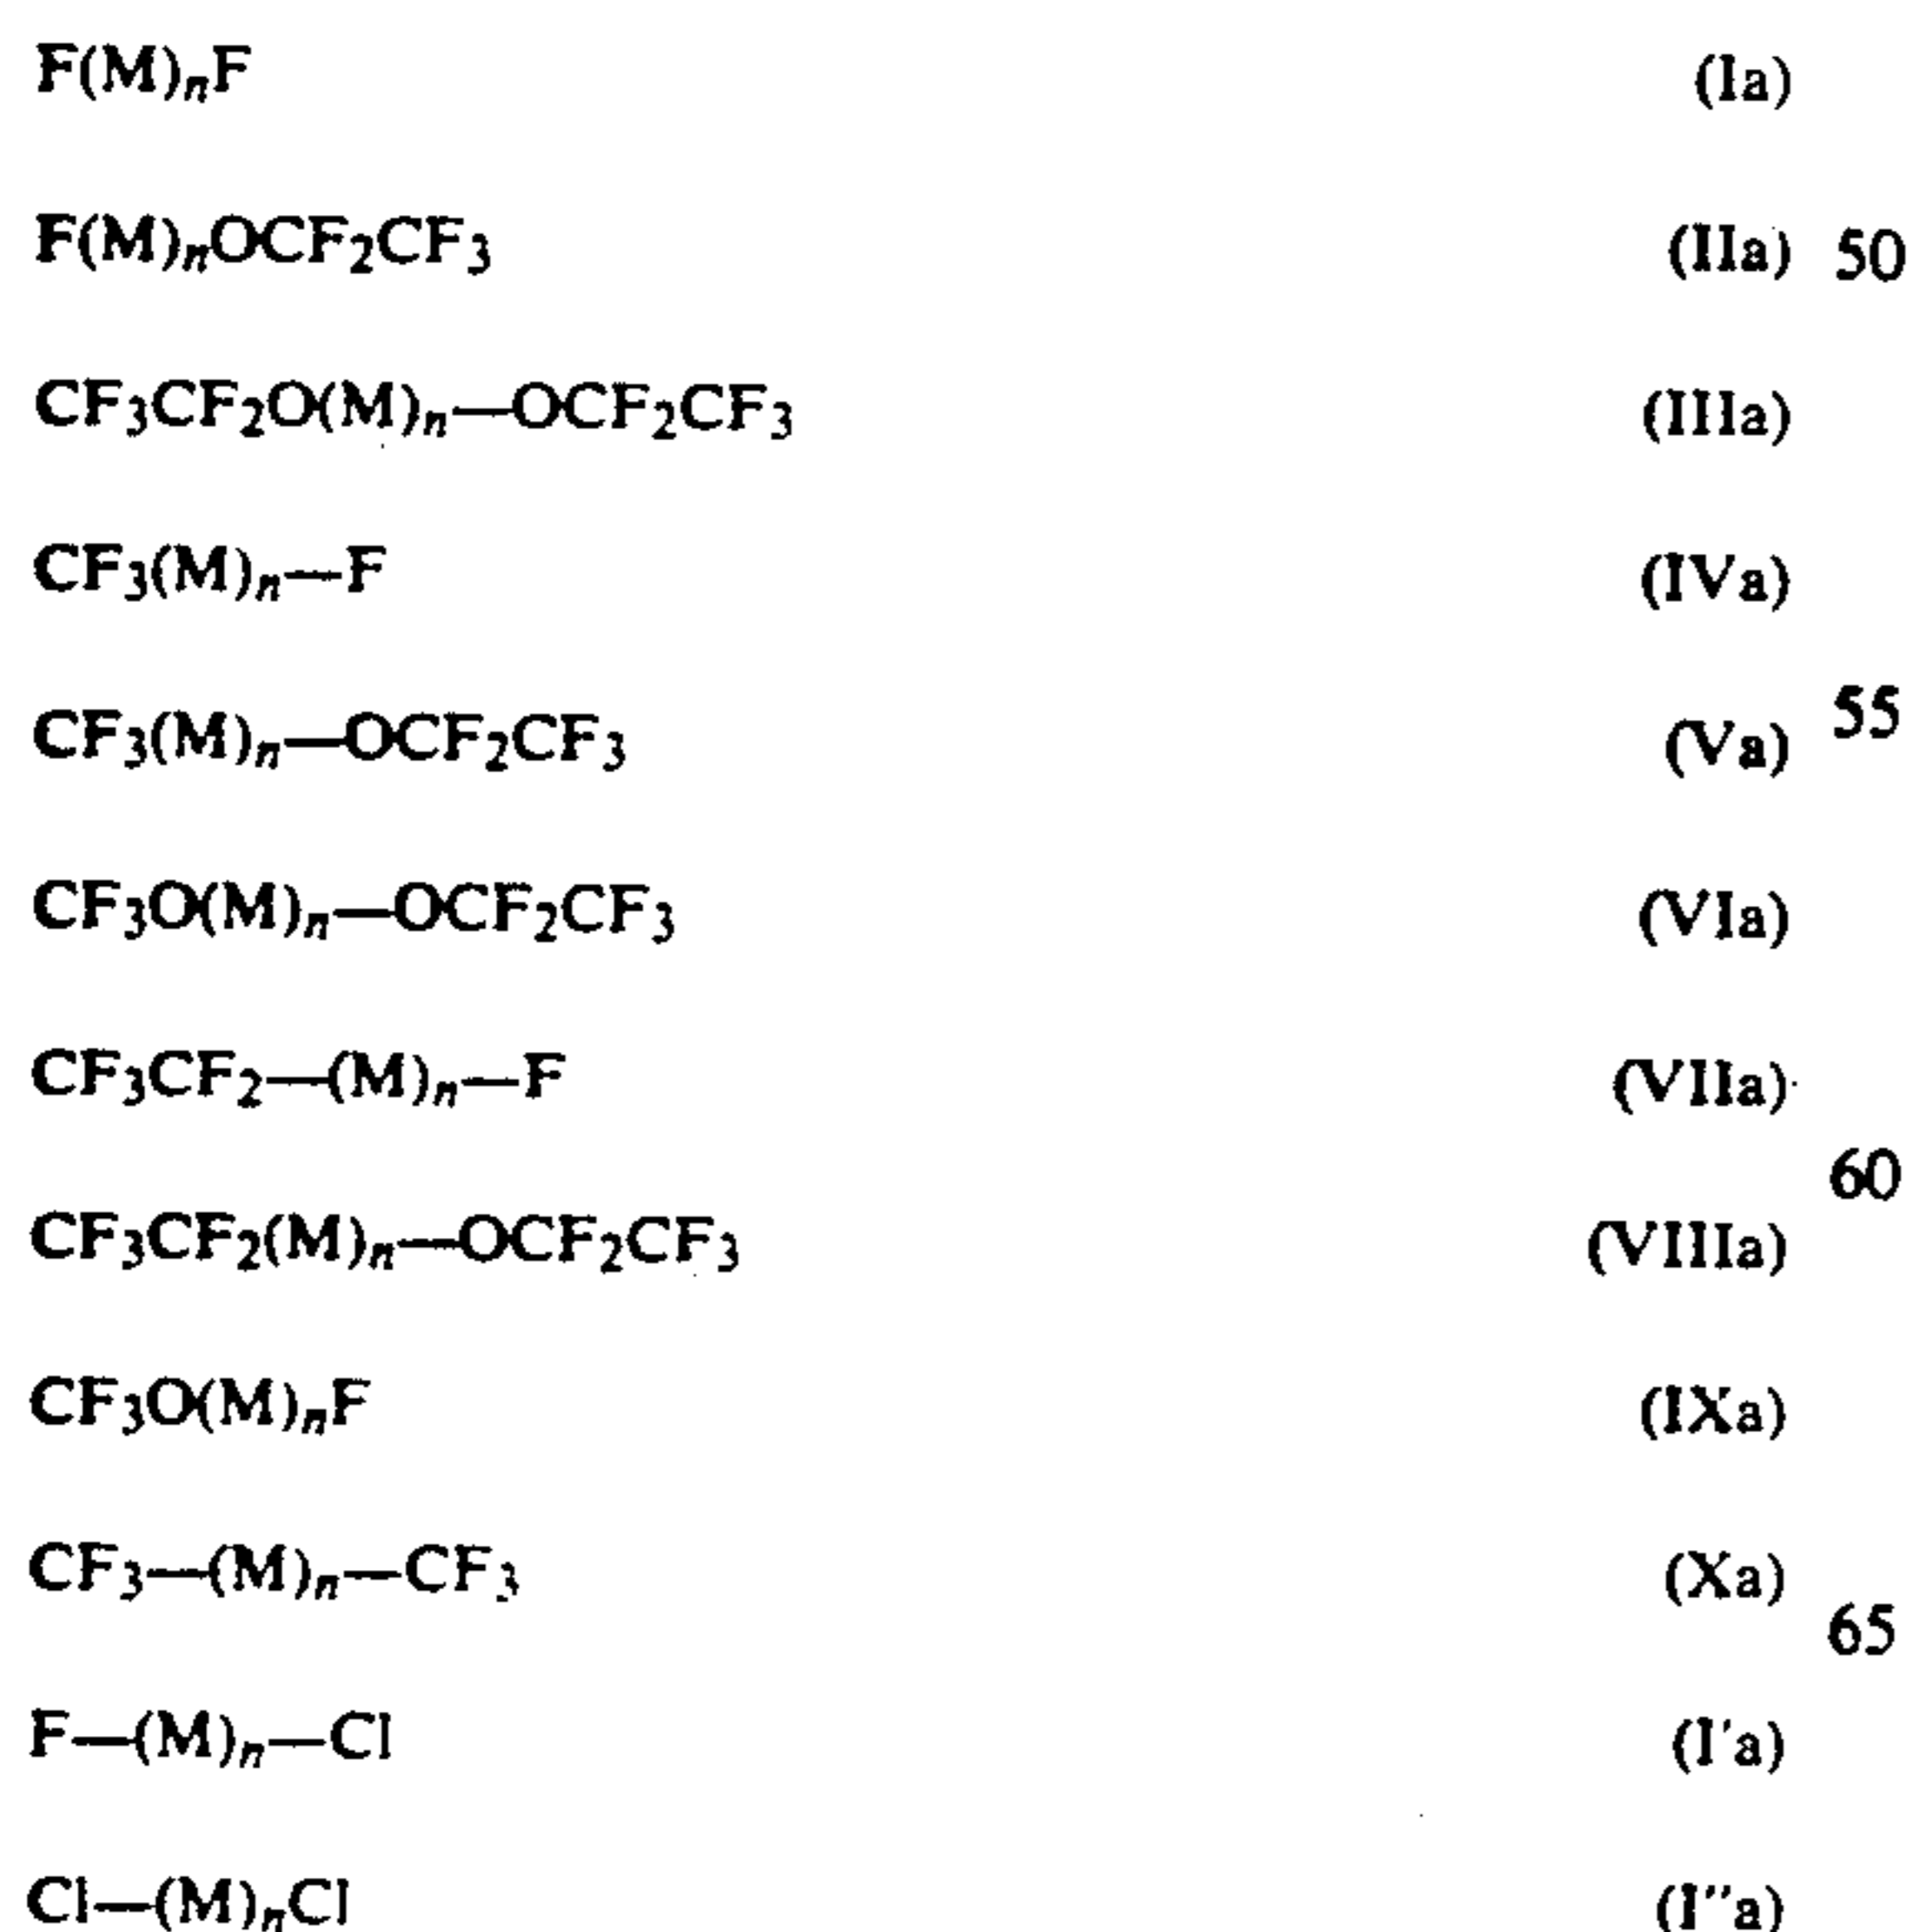 F(M)ₙF (Ia)
F(M)ₙOCF₂CF₃ (IIa) 50
CF₃CF₂O(M)ₙ—OCF₂CF₃ (IIIa)
CF₃(M)ₙ—F (IVa)
CF₃(M)ₙ—OCF₂CF₃ (Va) 55
CF₃O(M)ₙ—OCF₂CF₃ (VIa)
CF₃CF₂—(M)ₙ—F (VIIa)
60
CF₃CF₂(M)ₙ—OCF₂CF₃ (VIIIa)
CF₃O(M)ₙF (IXa)
CF₃—(M)ₙ—CF₃ (Xa)
65
F—(M)ₙ—Cl (I'a)
Cl—(M)ₙCl (I''a)